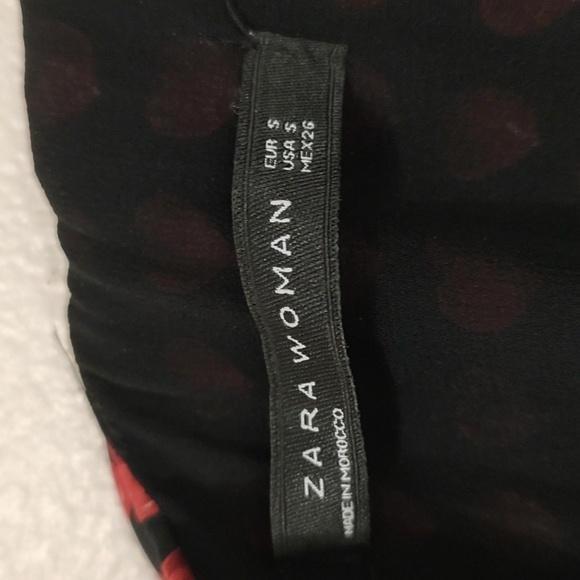 ZARA WOMAN
EUR S
USA S
MEX 26
MADE IN MOROCCO